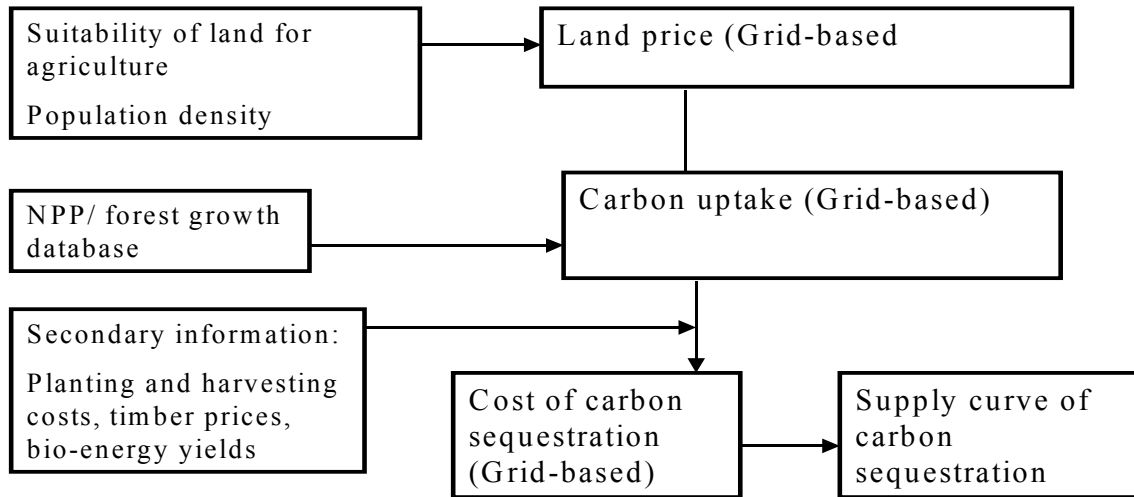 Suitability of land for
agriculture
Population density
Land price (Grid-based
NPP/ forest growth
database
Carbon uptake (Grid-based)
Secondary information:
Planting and harvesting
costs, timber prices,
bio-energy yields
Cost of carbon
sequestration
(Grid-based)
Supply curve of
carbon
sequestration